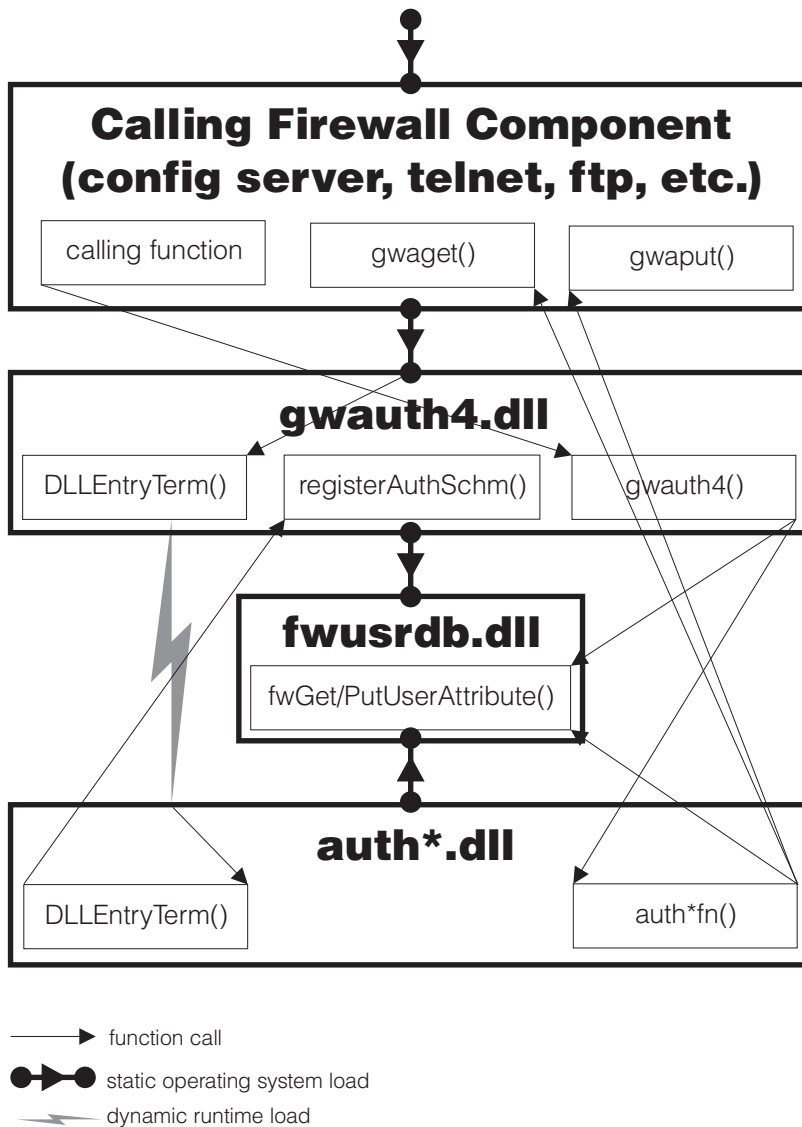 Calling Firewall Component
(config server, telnet, ftp, etc.)
calling function
gwaget()
gwaput()
gwauth4.dll
DLLEntryTerm()
registerAuthSchm()
gwauth4()
fwusrdb.dll
fwGet/PutUserAttribute()
auth*.dll
DLLEntryTerm()
auth*fn()
function call
static operating system load
dynamic runtime load